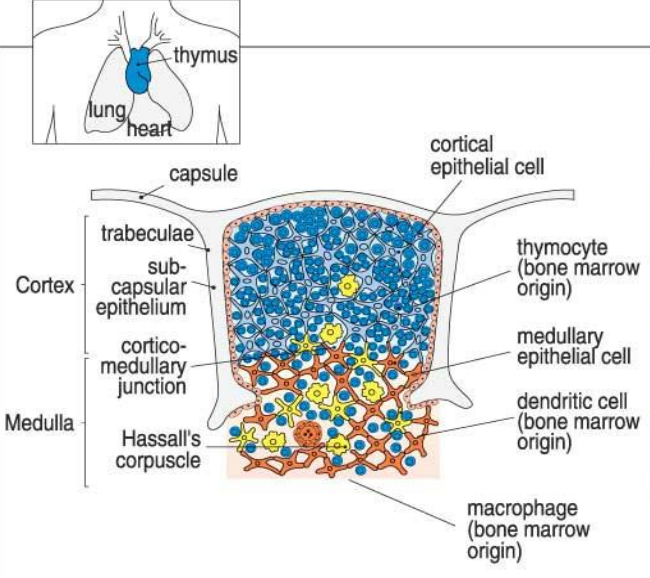 thymus
lung
heart
capsule
cortical
epithelial cell
trabeculae
sub-
capsular
epithelium
Cortex
thymocyte
(bone marrow
origin)
cortico-
medullary
junction
medullary
epithelial cell
Medulla
dendritic cell
(bone marrow
origin)
Hassall's
corpuscle
macrophage
(bone marrow
origin)